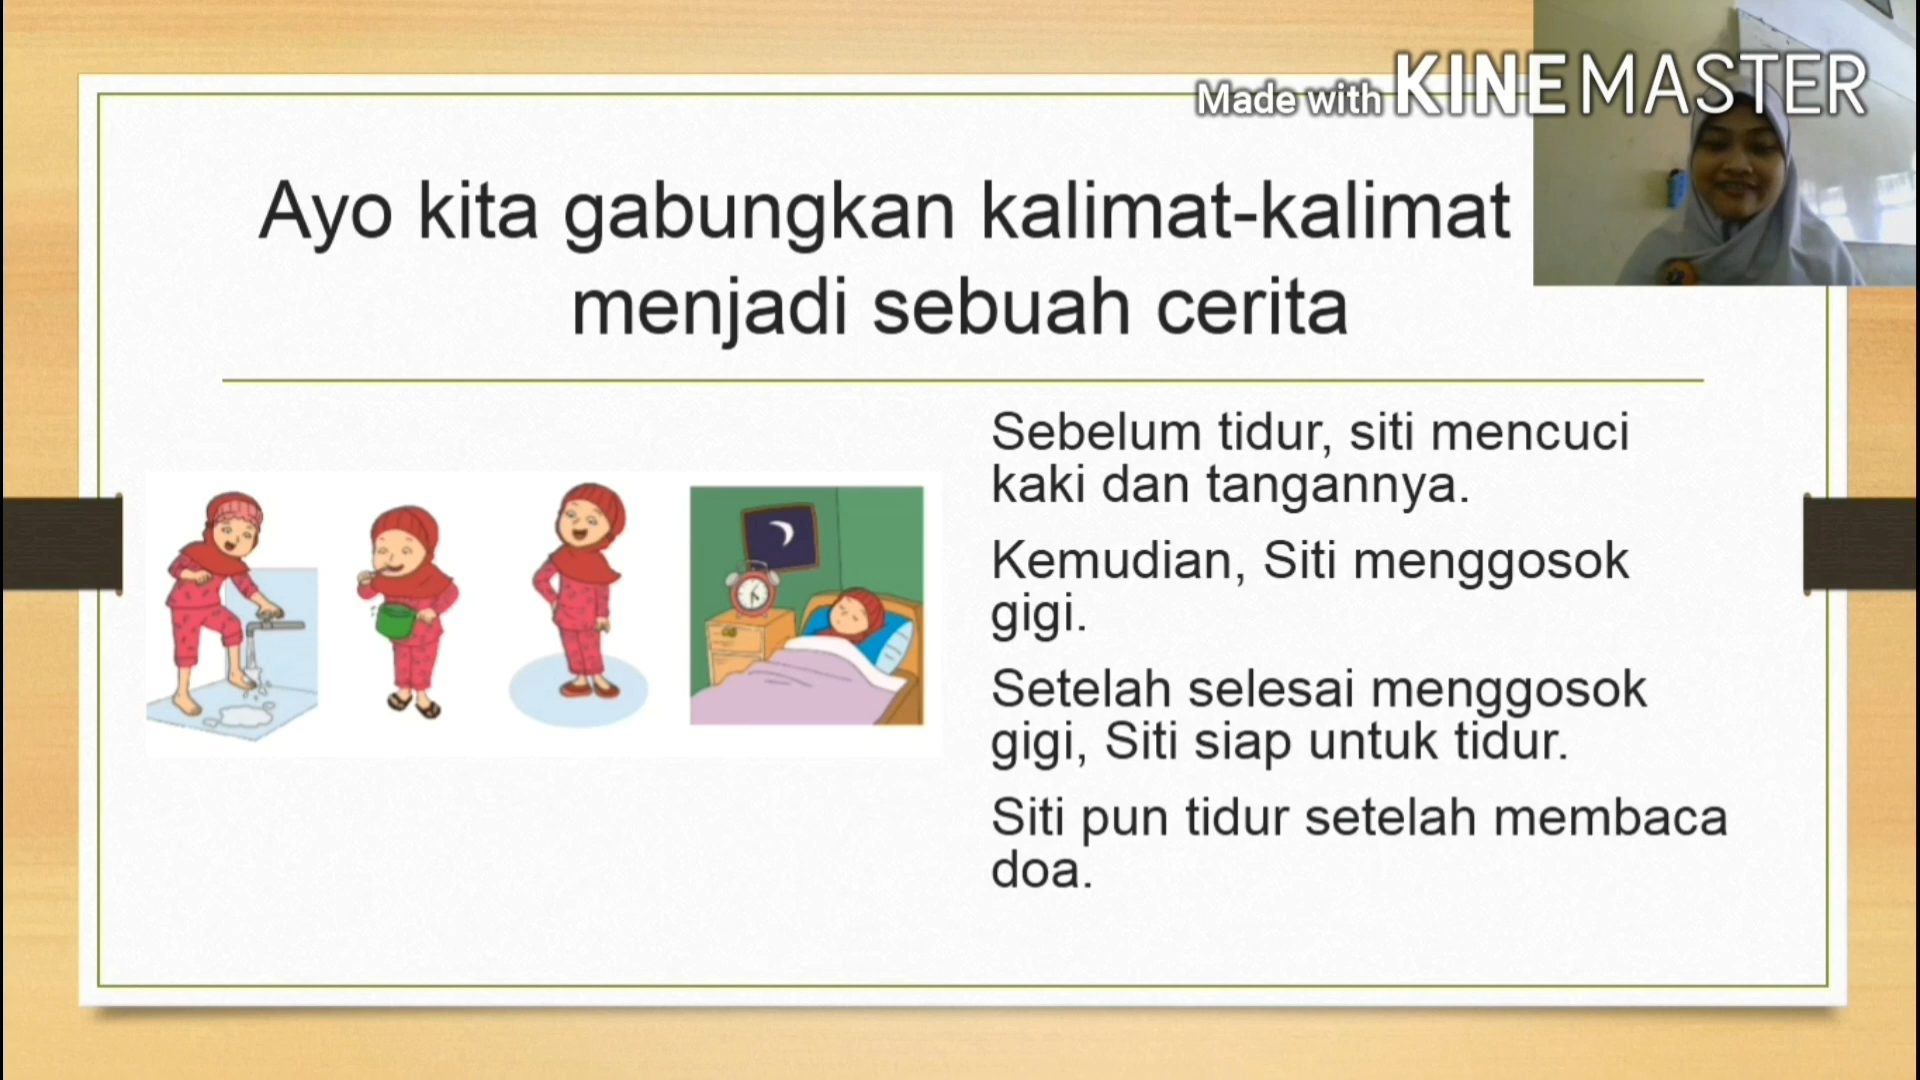 Made with KINEMASTER
Ayo kita gabungkan kalimat-kalimat
menjadi sebuah cerita
Sebelum tidur, siti mencuci
kaki dan tangannya.
Kemudian, Siti menggosok
gigi.
Setelah selesai menggosok
gigi, Siti siap untuk tidur.
Siti pun tidur setelah membaca
doa.